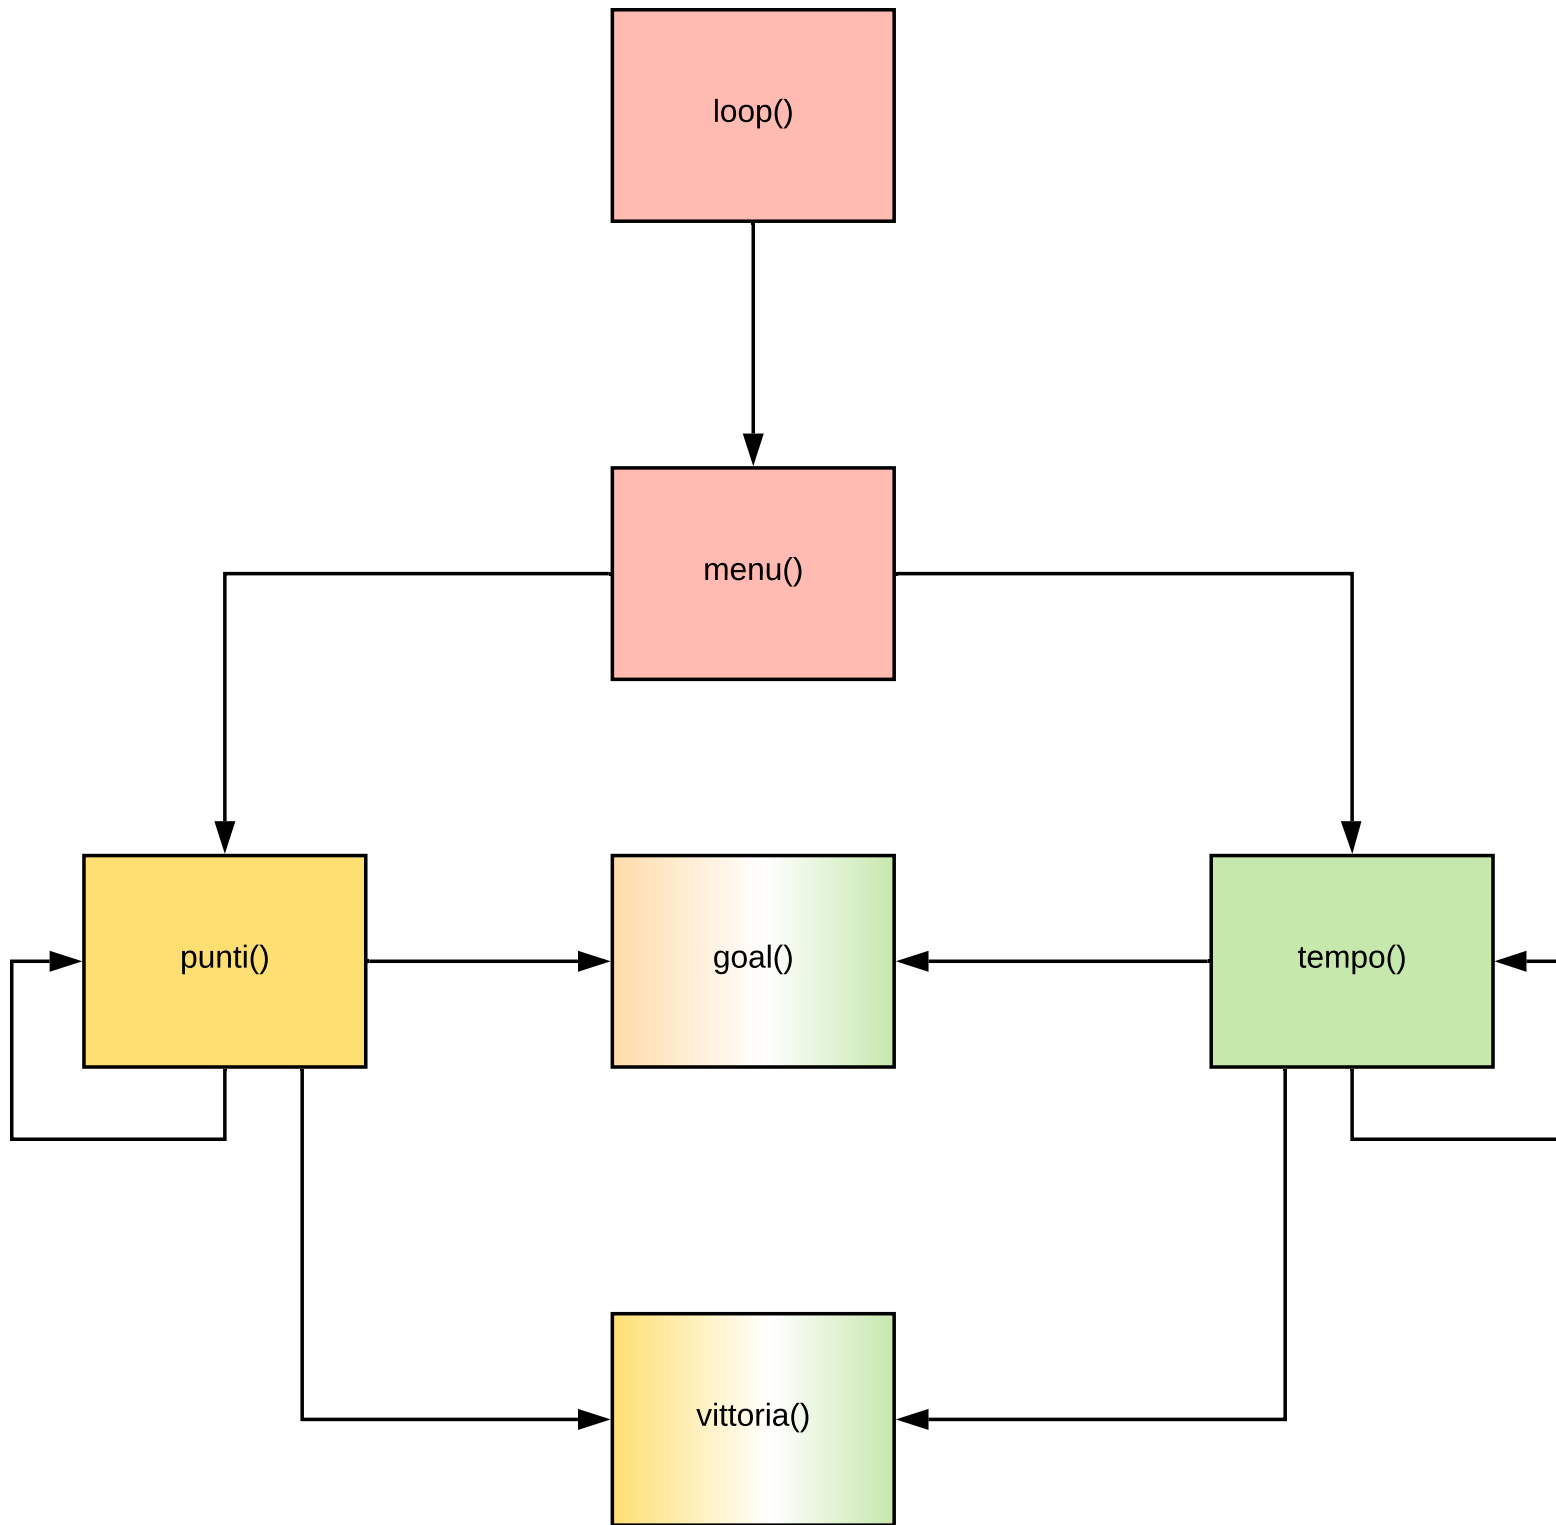 loop()
menu()
punti()
goal()
tempo()
vittoria()